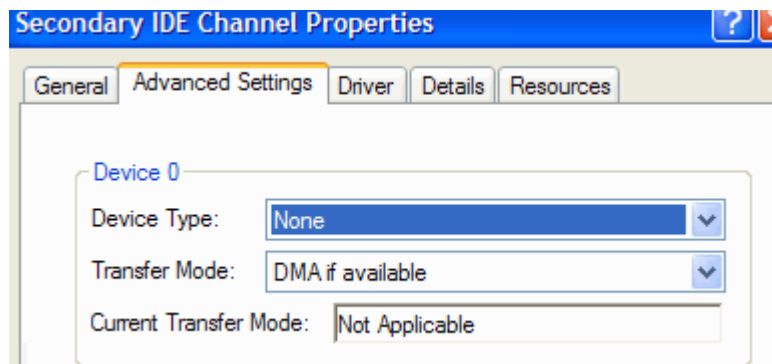 Secondary IDE Channel Properties ?
General Advanced Settings Driver Details Resources
Device 0
Device Type: None
Transfer Mode: DMA if available
Current Transfer Mode: Not Applicable